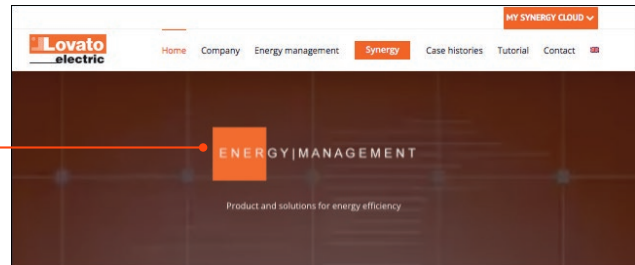 MY SYNERGY CLOUD
Lovato
electric
Home Company Energy management Synergy Case histories Tutorial Contact
ENERGY|MANAGEMENT
Product and solutions for energy efficiency